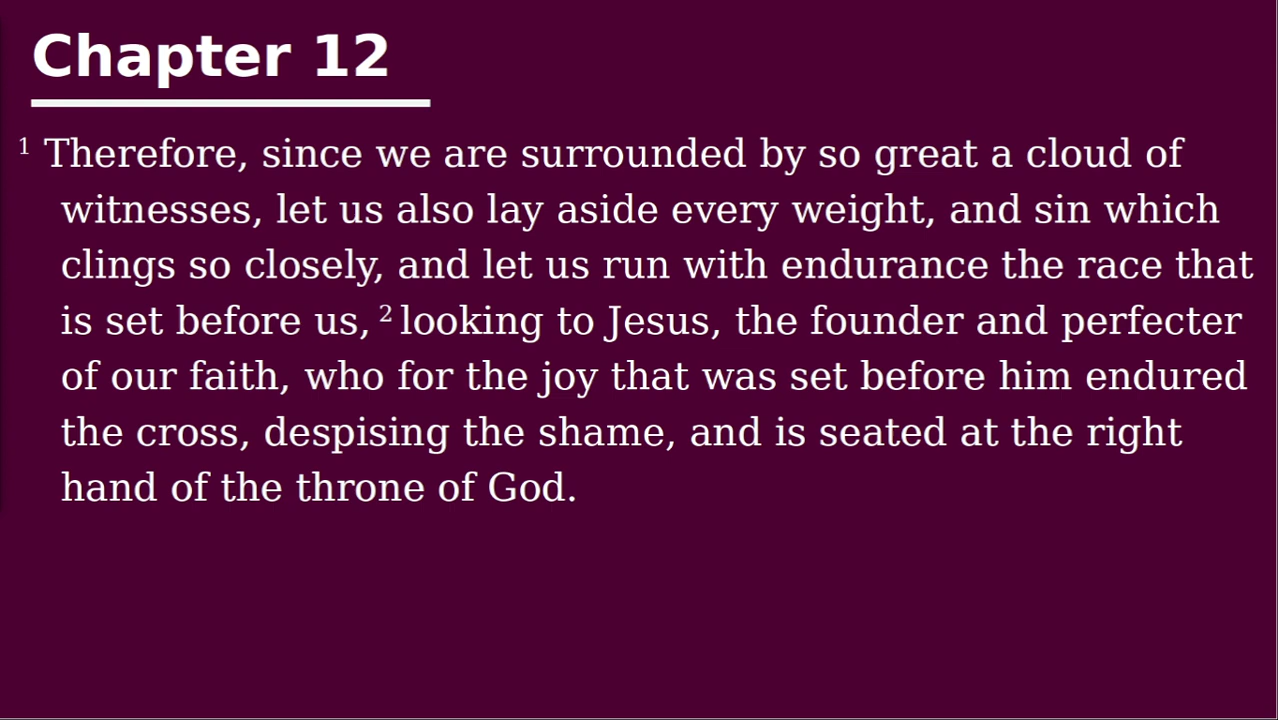 Chapter 12
1 Therefore, since we are surrounded by so great a cloud of
witnesses, let us also lay aside every weight, and sin which
clings so closely, and let us run with endurance the race that
is set before us, 2 looking to Jesus, the founder and perfecter
of our faith, who for the joy that was set before him endured
the cross, despising the shame, and is seated at the right
hand of the throne of God.